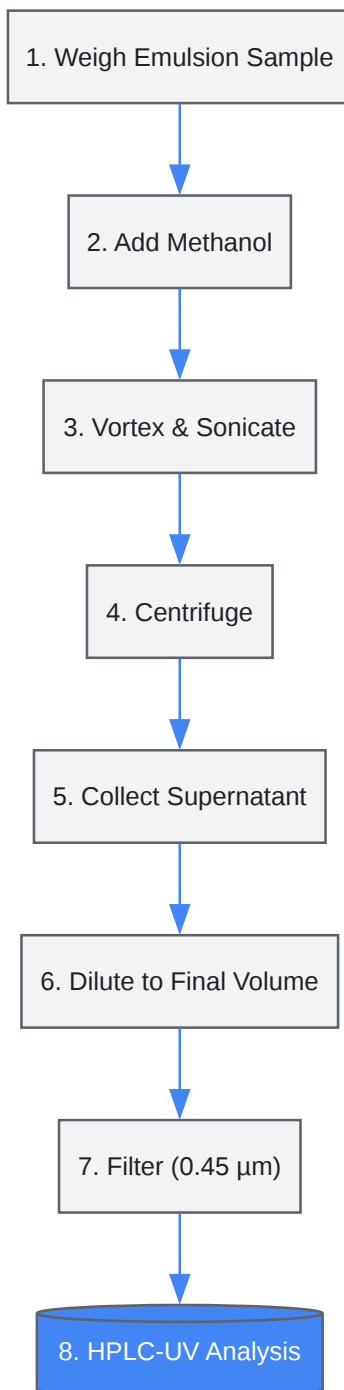 1. Weigh Emulsion Sample
2. Add Methanol
3. Vortex & Sonicate
4. Centrifuge
5. Collect Supernatant
6. Dilute to Final Volume
7. Filter (0.45 µm)
8. HPLC-UV Analysis